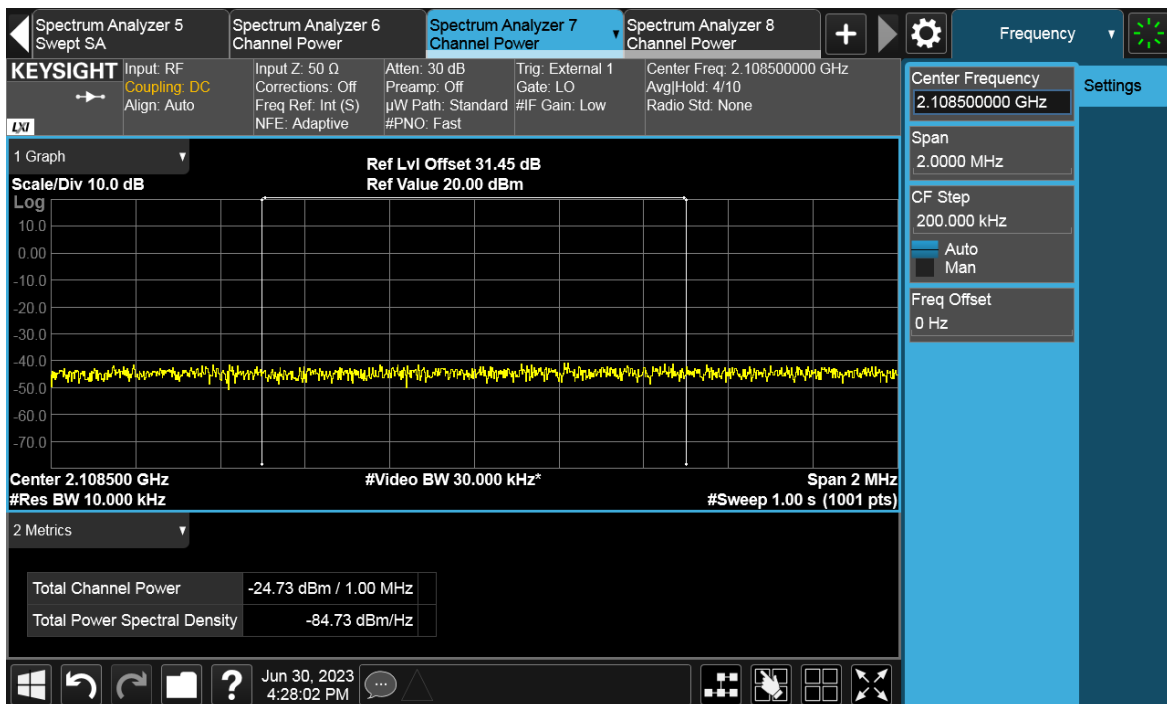 Spectrum Analyzer 5
Swept SA
Spectrum Analyzer 6
Channel Power
Spectrum Analyzer 7
Channel Power
Spectrum Analyzer 8
Channel Power
+
Frequency
KEYSIGHT
LXI
Input: RF
Coupling: DC
Align: Auto
Input Z: 50 Ω
Corrections: Off
Freq Ref: Int (S)
NFE: Adaptive
Atten: 30 dB
Preamp: Off
µW Path: Standard
#PNO: Fast
Trig: External 1
Gate: LO
#IF Gain: Low
Center Freq: 2.108500000 GHz
Avg|Hold: 4/10
Radio Std: None
Center Frequency
2.108500000 GHz
Settings
Span
2.0000 MHz
CF Step
200.000 kHz
Auto
Man
Freq Offset
0 Hz
1 Graph
Scale/Div 10.0 dB
Ref Lvl Offset 31.45 dB
Ref Value 20.00 dBm
Log
10.0
0.00
-10.0
-20.0
-30.0
-40.0
-50.0
-60.0
-70.0
Center 2.108500 GHz
#Video BW 30.000 kHz*
Span 2 MHz
#Res BW 10.000 kHz
#Sweep 1.00 s (1001 pts)
2 Metrics
Total Channel Power -24.73 dBm / 1.00 MHz
Total Power Spectral Density -84.73 dBm/Hz
?
Jun 30, 2023
4:28:02 PM